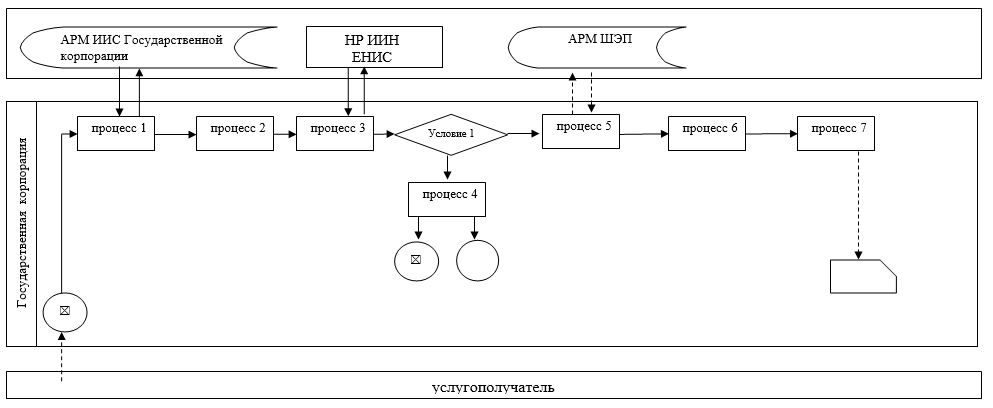 АРМ ИИС Государственной
корпорации
НР ИИН
ЕНИС
АРМ ШЭП
Государственная корпорация
процесс 1
процесс 2
процесс 3
Условие 1
процесс 5
процесс 6
процесс 7
процесс 4
услугополучатель